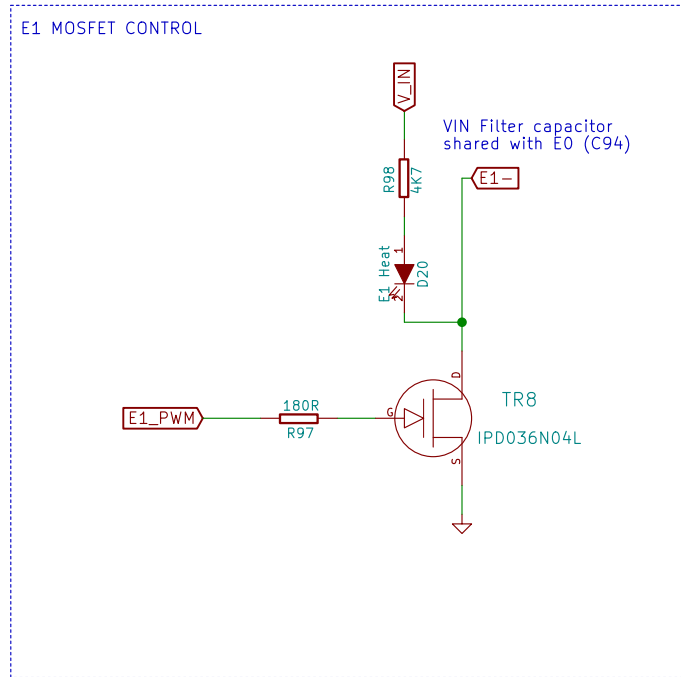 E1 MOSFET CONTROL
V_IN
VIN Filter capacitor
shared with E0 (C94)
R98
4K7
E1-
1
E1 Heat
D20
2
D
180R
E1_PWM
G
R97
TR8
IPD036N04L
S